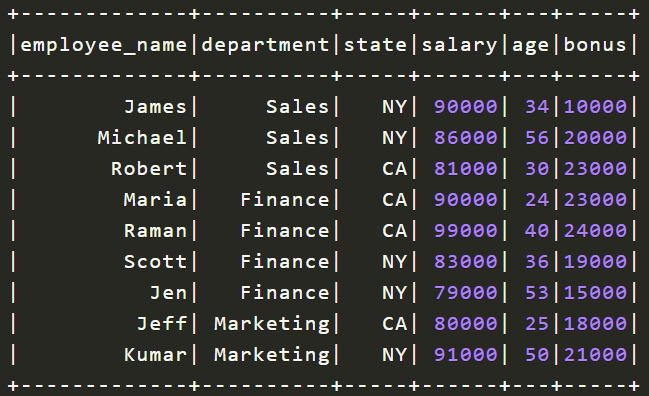 +-------------+----------+-----+------+---+-----+
|employee_name|department|state|salary|age|bonus|
+-------------+----------+-----+------+---+-----+
|        James|     Sales|   NY| 90000| 34|10000|
|      Michael|     Sales|   NY| 86000| 56|20000|
|       Robert|     Sales|   CA| 81000| 30|23000|
|        Maria|   Finance|   CA| 90000| 24|23000|
|        Raman|   Finance|   CA| 99000| 40|24000|
|        Scott|   Finance|   NY| 83000| 36|19000|
|          Jen|   Finance|   NY| 79000| 53|15000|
|         Jeff| Marketing|   CA| 80000| 25|18000|
|        Kumar| Marketing|   NY| 91000| 50|21000|
+-------------+----------+-----+------+---+-----+